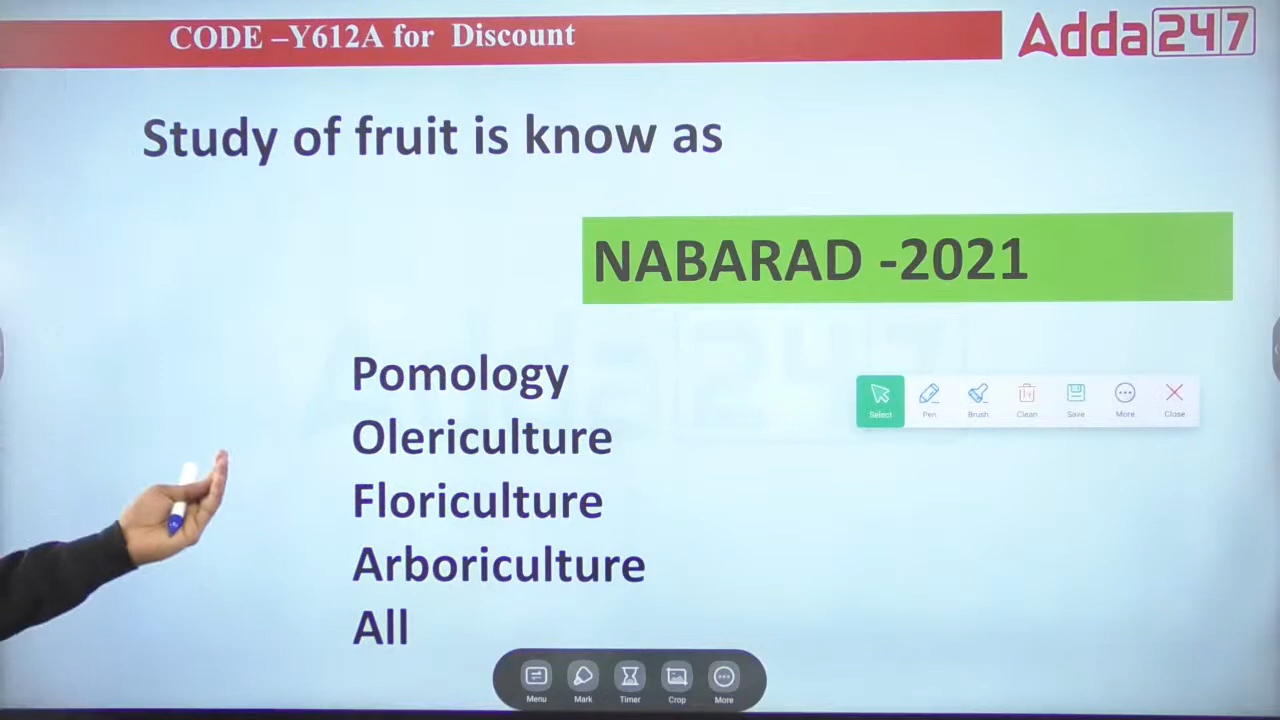 CODE –Y612A for Discount
Adda247
Study of fruit is know as
NABARAD -2021
Pomology
Olericulture
Floriculture
Arboriculture
All
Select
Pen
Brush
Clean
Save
More
Close
Menu
Mark
Timer
Crop
More